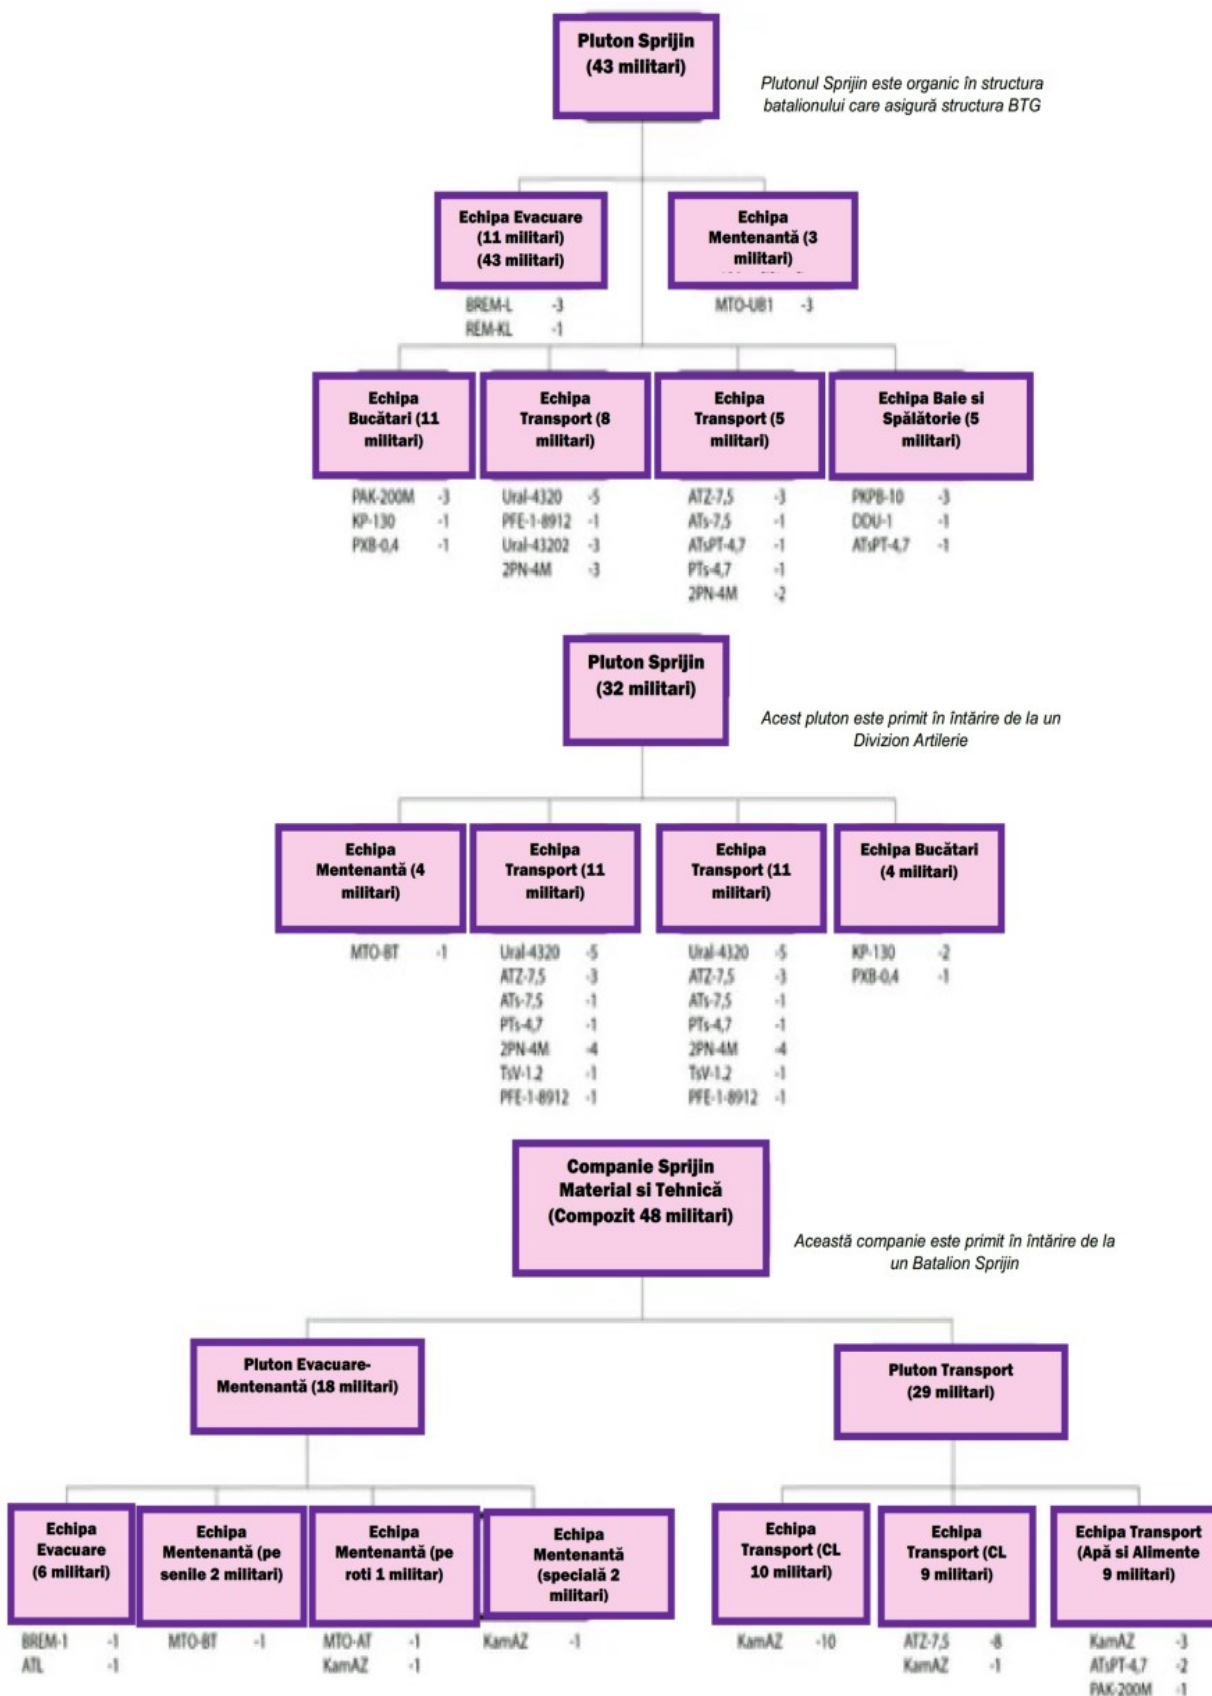 Pluton Sprijin
(43 militari)
Plutonul Sprijin este organic în structura
batalionului care asigură structura BTG
Echipa Evacuare
(11 militari)
(43 militari)
Echipa
Mentenantă (3
militari)
BREM-L -3
REM-KL -1
MTO-UB1 -3
Echipa
Bucătari (11
militari)
Echipa
Transport (8
militari)
Echipa
Transport (5
militari)
Echipa Baie si
Spălătorie (5
militari)
PAK-200M -3
KP-130 -1
PXB-0,4 -1
Ural-4320 -5
PFE-1-8912 -1
Ural-43202 -3
2PN-4M -3
ATZ-7,5 -3
ATs-7,5 -1
ATsPT-4,7 -1
PTs-4,7 -1
2PN-4M -2
PKPB-10 -3
DDU-1 -1
ATsPT-4,7 -1
Pluton Sprijin
(32 militari)
Acest pluton este primit în întărire de la un
Divizion Artilerie
Echipa
Mentenantă (4
militari)
Echipa
Transport (11
militari)
Echipa
Transport (11
militari)
Echipa Bucătari
(4 militari)
MTO-BT -1
Ural-4320 -5
ATZ-7,5 -3
ATs-7,5 -1
PTs-4,7 -1
2PN-4M -4
TsV-1.2 -1
PFE-1-8912 -1
Ural-4320 -5
ATZ-7,5 -3
ATs-7,5 -1
PTs-4,7 -1
2PN-4M -4
TsV-1.2 -1
PFE-1-8912 -1
KP-130 -2
PXB-0,4 -1
Companie Sprijin
Material si Tehnică
(Compozit 48 militari)
Această companie este primit în întărire de la
un Batalion Sprijin
Pluton Evacuare-
Mentenantă (18 militari)
Pluton Transport
(29 militari)
Echipa
Evacuare
(6 militari)
Echipa
Mentenantă (pe
senile 2 militari)
Echipa
Mentenantă (pe
roti 1 militar)
Echipa
Mentenantă
(specială 2
militari)
Echipa
Transport (CL
10 militari)
Echipa
Transport (CL
9 militari)
Echipa Transport
(Apă si Alimente
9 militari)
BREM-1 -1
ATL -1
MTO-BT -1
MTO-AT -1
KamAZ -1
KamAZ -1
KamAZ -10
ATZ-7,5 -8
KamAZ -1
KamAZ -3
ATsPT-4,7 -2
PAK-200M -1